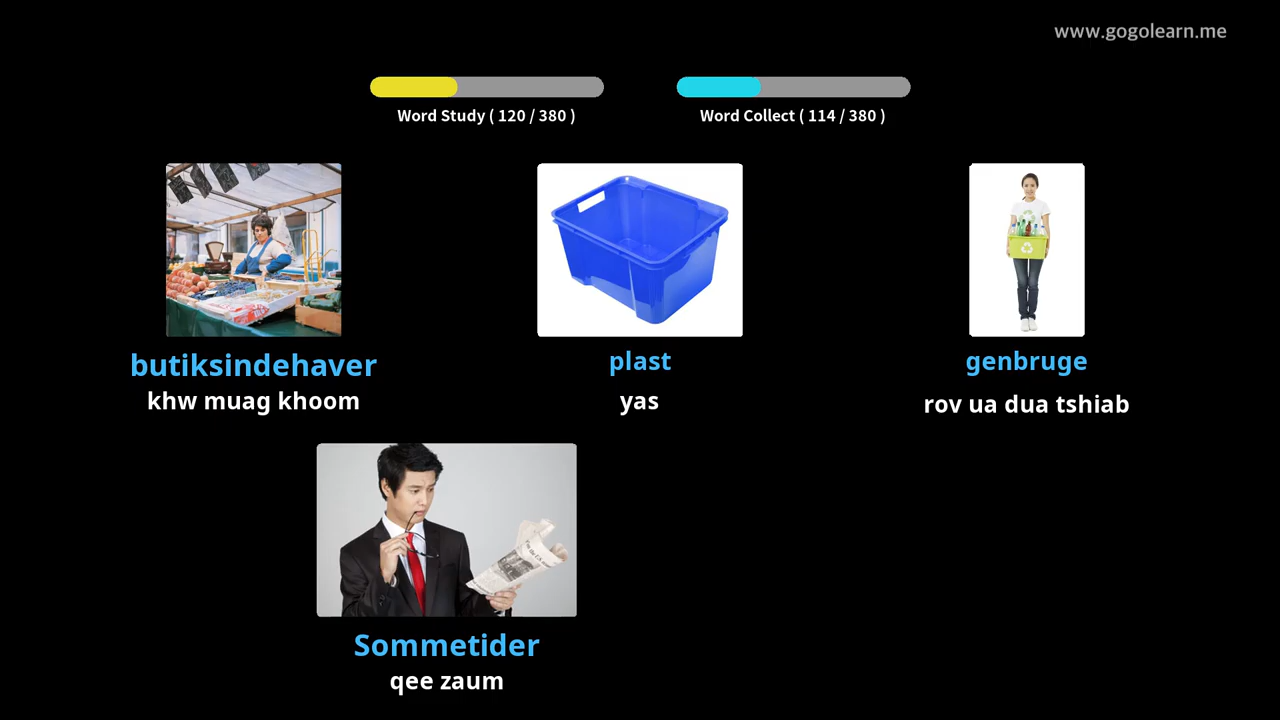 www.gogolearn.me
Word Study ( 120 / 380 )
Word Collect ( 114 / 380 )
butiksindehaver
khw muag khoom
plast
yas
genbruge
rov ua dua tshiab
Sommetider
qee zaum